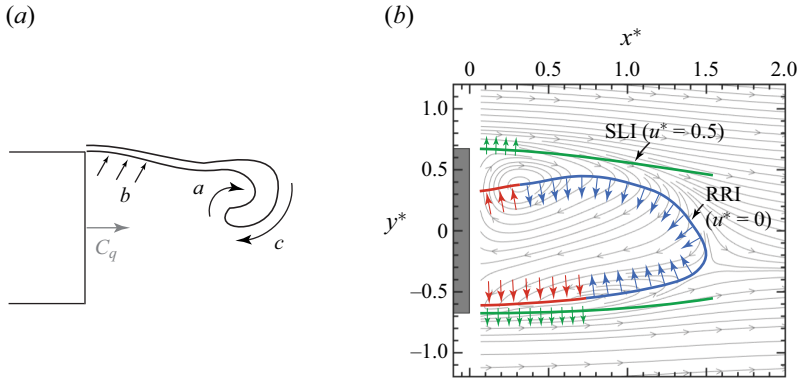 (a)
a
b
c
C_q
(b)
x*
0 0.5 1.0 1.5 2.0
1.0
SLI (u* = 0.5)
0.5
RRI
(u* = 0)
y*
0
−0.5
−1.0